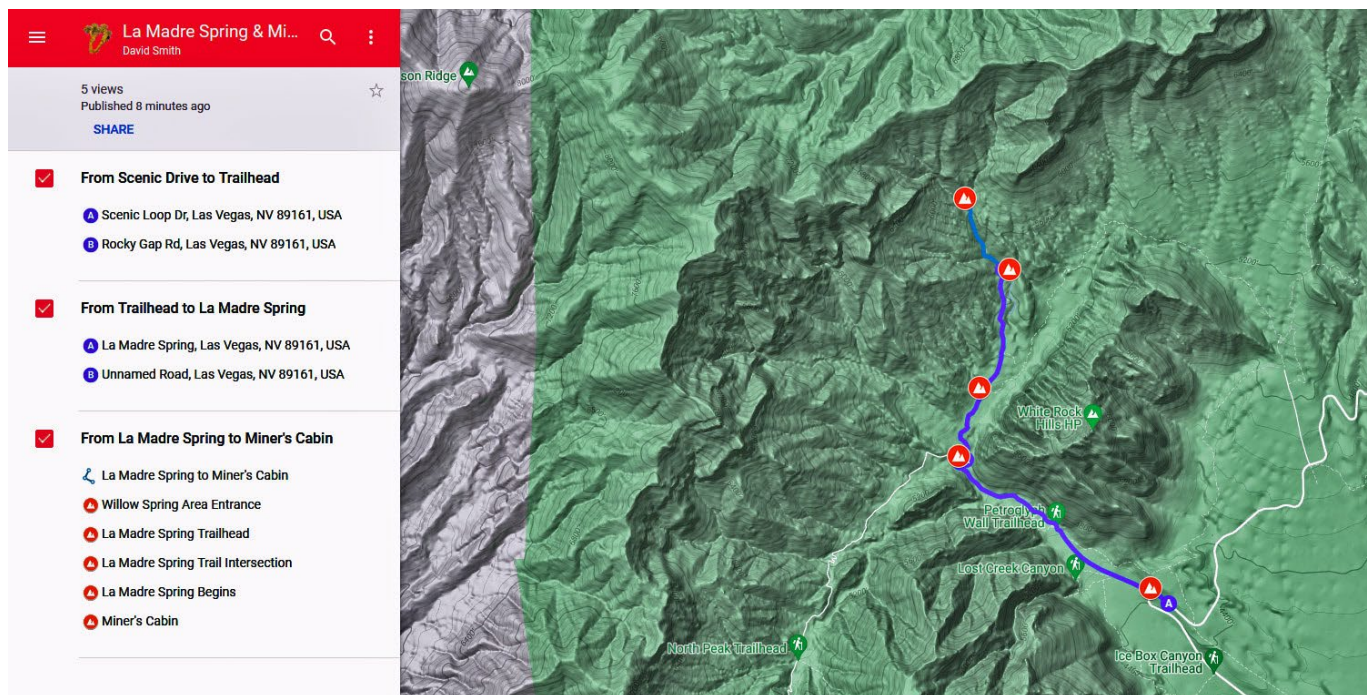 La Madre Spring & Mi...
David Smith
5 views
Published 8 minutes ago
SHARE
From Scenic Drive to Trailhead
A Scenic Loop Dr, Las Vegas, NV 89161, USA
B Rocky Gap Rd, Las Vegas, NV 89161, USA
From Trailhead to La Madre Spring
A La Madre Spring, Las Vegas, NV 89161, USA
B Unnamed Road, Las Vegas, NV 89161, USA
From La Madre Spring to Miner's Cabin
La Madre Spring to Miner's Cabin
Willow Spring Area Entrance
La Madre Spring Trailhead
La Madre Spring Trail Intersection
La Madre Spring Begins
Miner's Cabin
son Ridge
White Rock
Hills HP
Petroglyph
Wall Trailhead
Lost Creek Canyon
A
North Peak Trailhead
Ice Box Canyon
Trailhead